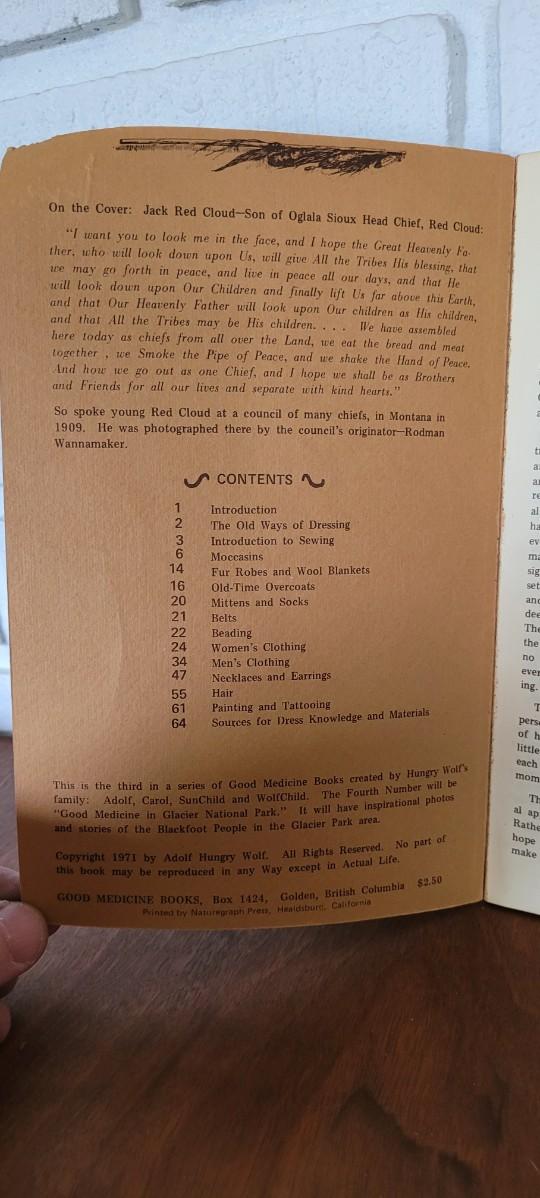 On the Cover: Jack Red Cloud—Son of Oglala Sioux Head Chief, Red Cloud:
"I want you to look me in the face, and I hope the Great Heavenly Fa-
ther, who will look down upon Us, will give All the Tribes His blessing, that
we may go forth in peace, and live in peace all our days, and that He
will look down upon Our Children and finally lift Us far above this Earth,
and that Our Heavenly Father will look upon Our children as His children,
and that All the Tribes may be His children. . . . We have assembled
here today as chiefs from all over the Land, we eat the bread and meat
together , we Smoke the Pipe of Peace, and we shake the Hand of Peace.
And how we go out as one Chief, and I hope we shall be as Brothers
and Friends for all our lives and separate with kind hearts."
So spoke young Red Cloud at a council of many chiefs, in Montana in
1909. He was photographed there by the council's originator—Rodman
Wannamaker.
CONTENTS
1 Introduction
2 The Old Ways of Dressing
3 Introduction to Sewing
6 Moccasins
14 Fur Robes and Wool Blankets
16 Old-Time Overcoats
20 Mittens and Socks
21 Belts
22 Beading
24 Women's Clothing
34 Men's Clothing
47 Necklaces and Earrings
55 Hair
61 Painting and Tattooing
64 Sources for Dress Knowledge and Materials
This is the third in a series of Good Medicine Books created by Hungry Wolf's
family: Adolf, Carol, SunChild and WolfChild. The Fourth Number will be
"Good Medicine in Glacier National Park." It will have inspirational photos
and stories of the Blackfoot People in the Glacier Park area.
Copyright 1971 by Adolf Hungry Wolf. All Rights Reserved. No part of
this book may be reproduced in any Way except in Actual Life.
GOOD MEDICINE BOOKS, Box 1424, Golden, British Columbia $2.50
Printed by Naturegraph Press, Healdsburg, California